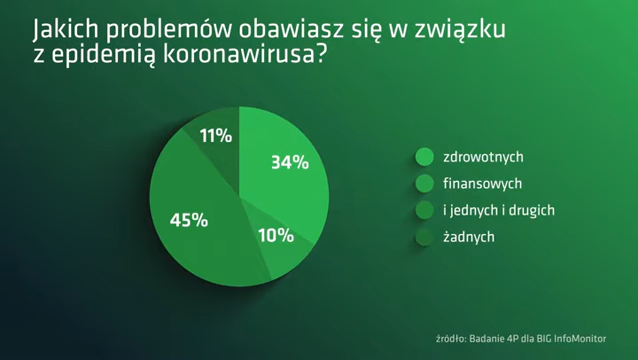 Jakich problemów obawiasz się w związku
z epidemią koronawirusa?
11%
34%
45%
10%
zdrowotnych
finansowych
i jednych i drugich
żadnych
źródło: Badanie 4P dla BIG InfoMonitor